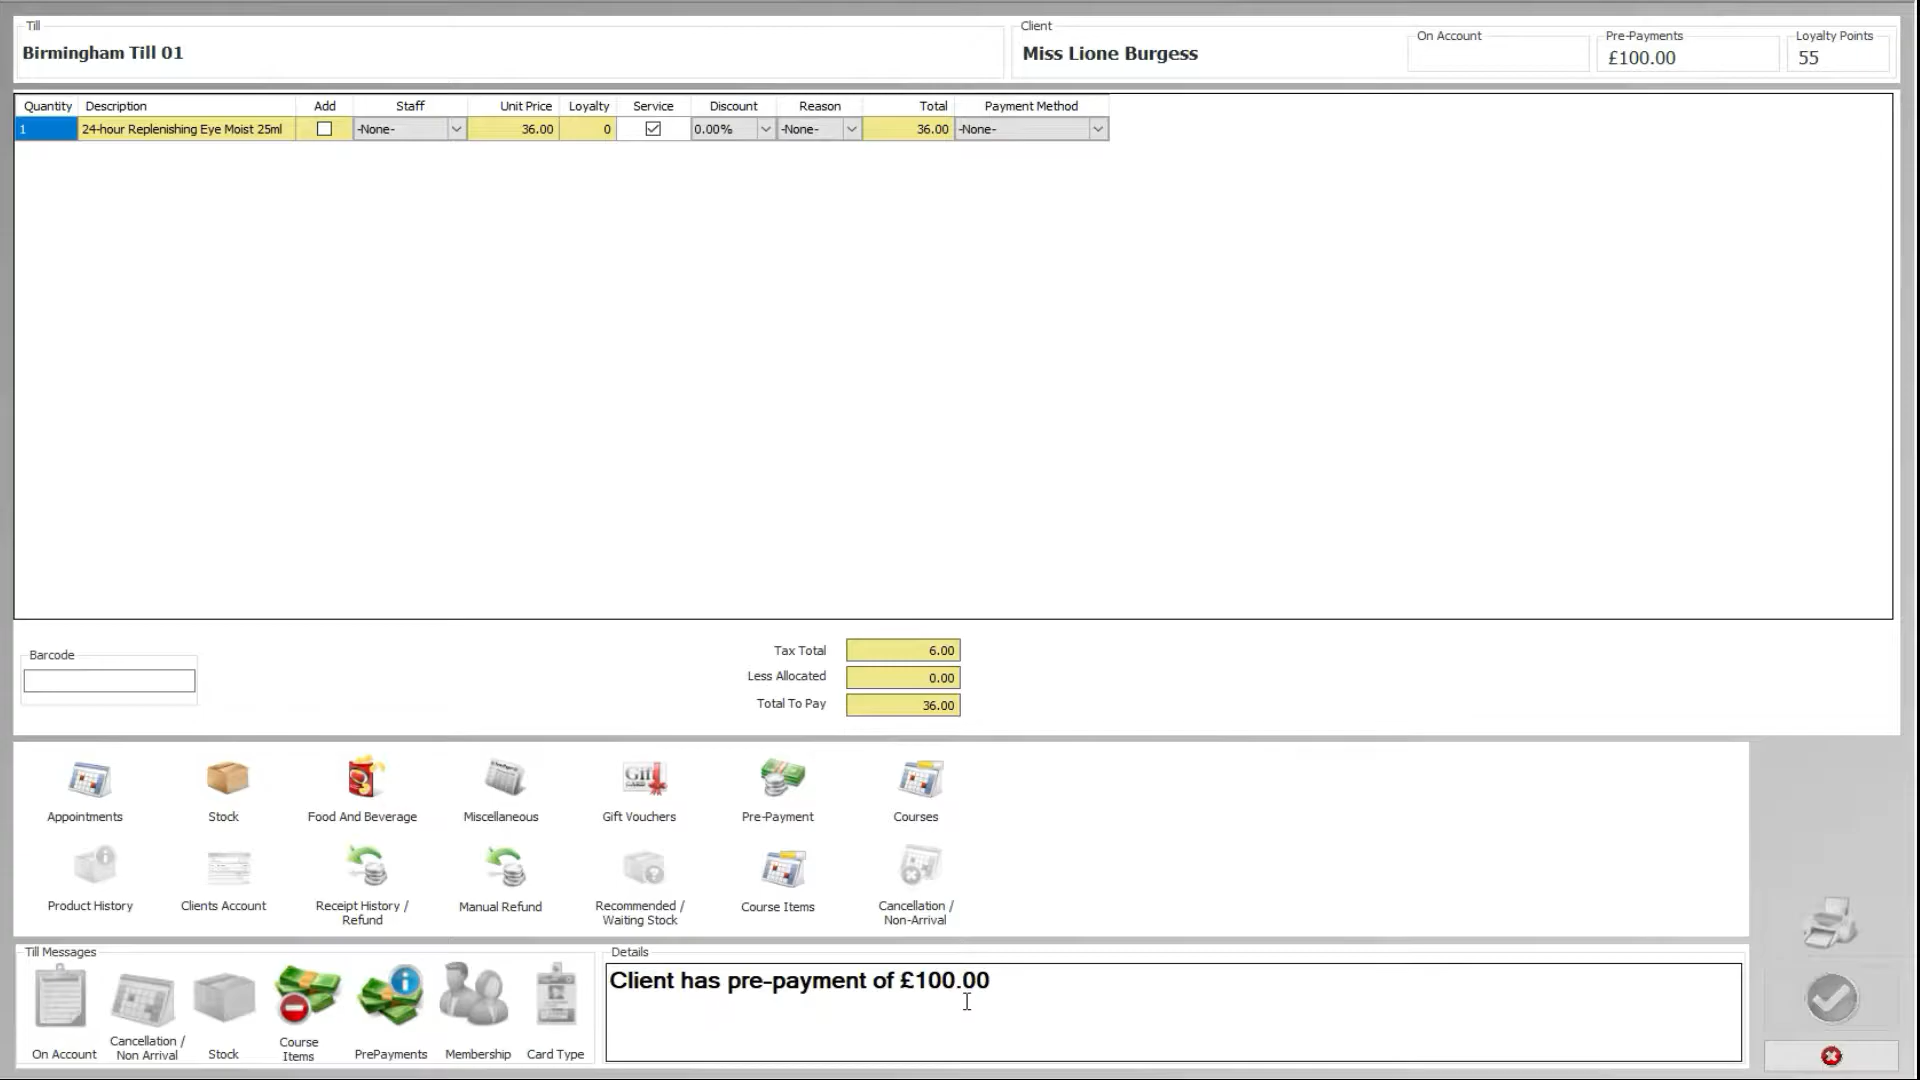 Till
Birmingham Till 01
Client
Miss Lione Burgess
On Account
Pre-Payments
£100.00
Loyalty Points
55
Quantity Description Add Staff Unit Price Loyalty Service Discount Reason Total Payment Method
1 24-hour Replenishing Eye Moist 25ml -None- 36.00 0 0.00% -None- 36.00 -None-
Barcode
Tax Total 6.00
Less Allocated 0.00
Total To Pay 36.00
Appointments Stock Food And Beverage Miscellaneous Gift Vouchers Pre-Payment Courses
Product History Clients Account Receipt History / Refund Manual Refund Recommended / Waiting Stock Course Items Cancellation / Non-Arrival
Till Messages
On Account Cancellation / Non Arrival Stock Course Items PrePayments Membership Card Type
Details
Client has pre-payment of £100.00